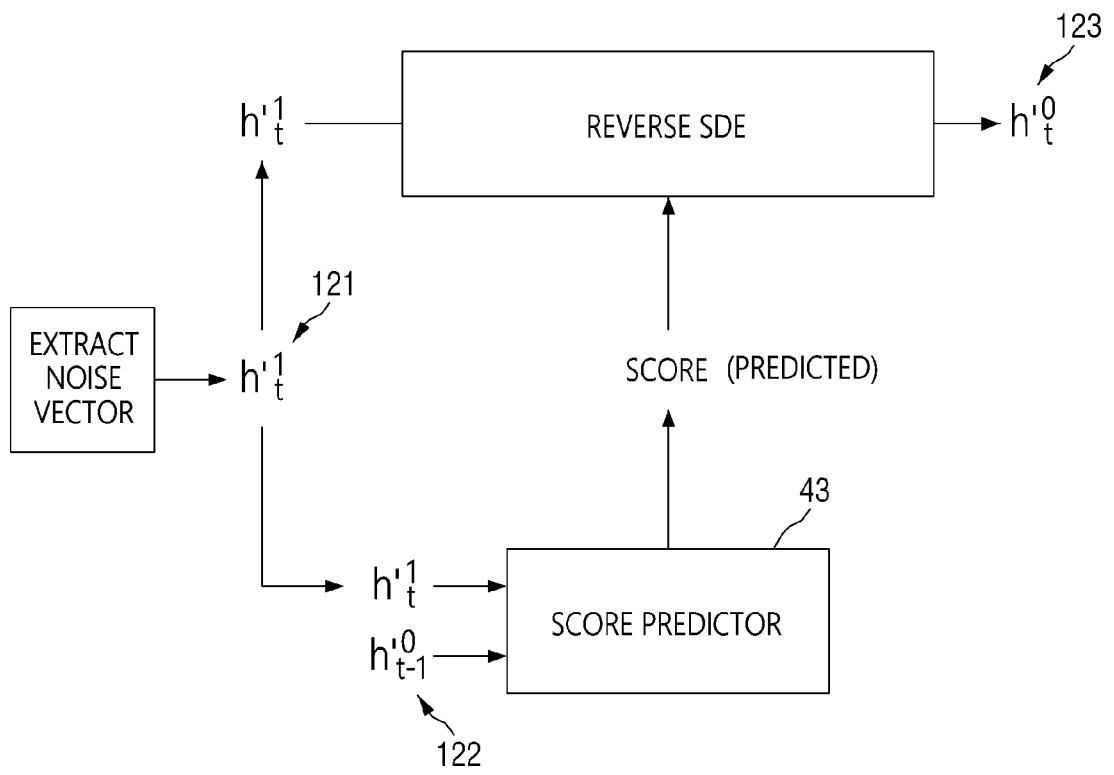 123
h'¹ₜ
REVERSE SDE
h'⁰ₜ
121
EXTRACT
NOISE
VECTOR
h'¹ₜ
SCORE (PREDICTED)
43
h'¹ₜ
SCORE PREDICTOR
h'⁰ₜ₋₁
122